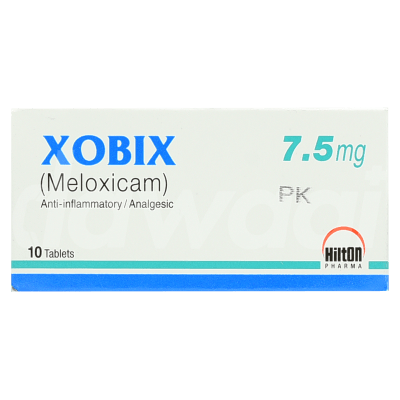 XOBIX
7.5mg
(Meloxicam)
Anti-inflammatory / Analgesic
PK
10 Tablets
Hilton
PHARMA